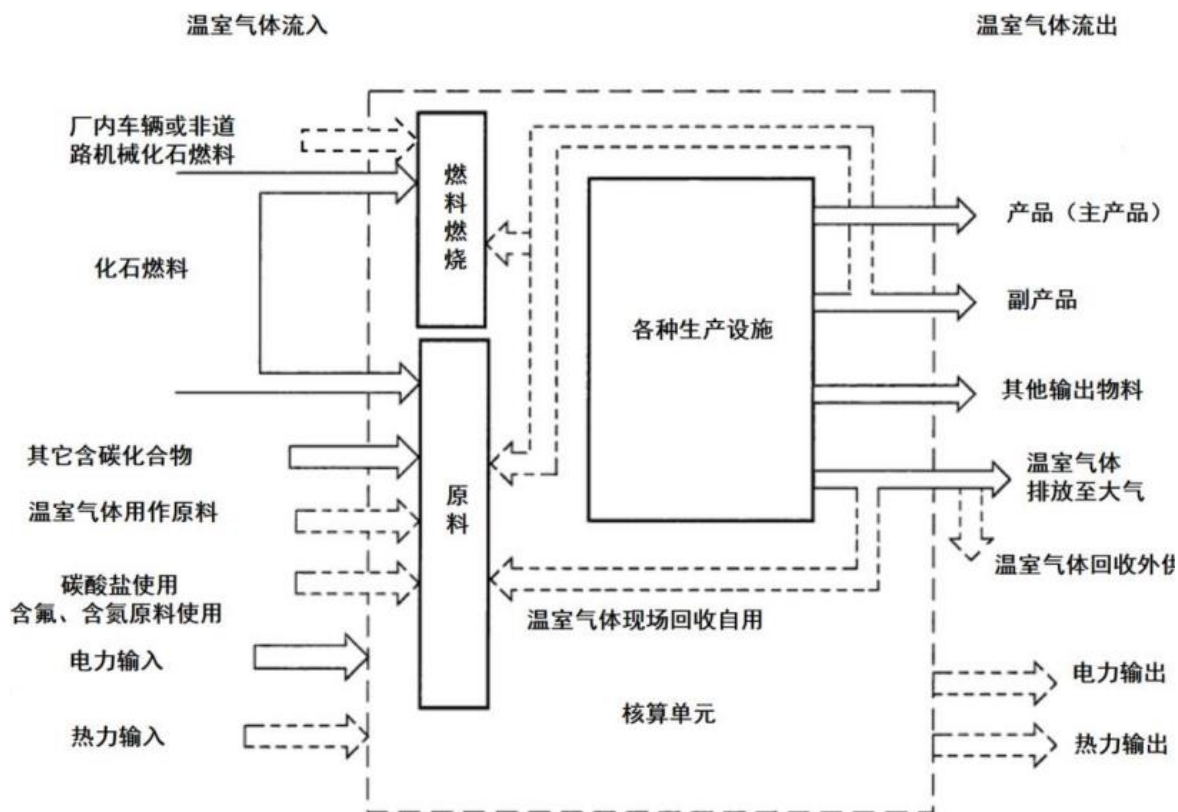 温室气体流入
温室气体流出
厂内车辆或非道
路机械化石燃料
燃料燃烧
产品（主产品）
化石燃料
副产品
各种生产设施
其他输出物料
其它含碳化合物
温室气体
排放至大气
原料
温室气体用作原料
温室气体回收外供
碳酸盐使用
含氟、含氮原料使用
温室气体现场回收自用
电力输入
电力输出
核算单元
热力输入
热力输出